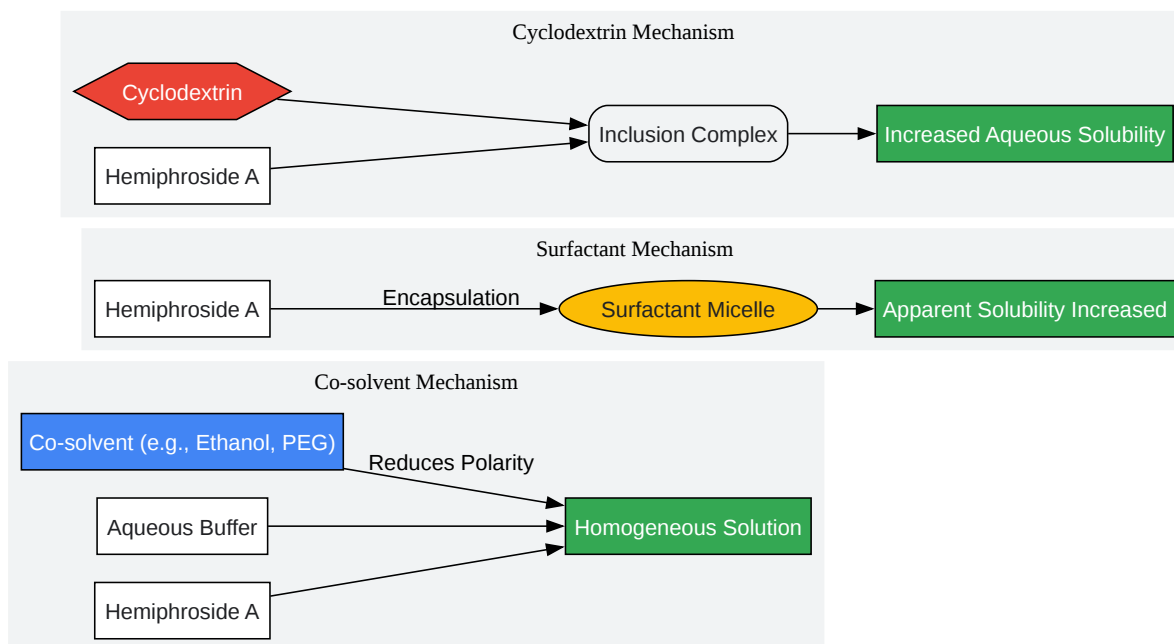 Cyclodextrin Mechanism
Cyclodextrin
Hemiphroside A
Inclusion Complex
Increased Aqueous Solubility
Surfactant Mechanism
Hemiphroside A
Encapsulation
Surfactant Micelle
Apparent Solubility Increased
Co-solvent Mechanism
Co-solvent (e.g., Ethanol, PEG)
Reduces Polarity
Aqueous Buffer
Homogeneous Solution
Hemiphroside A